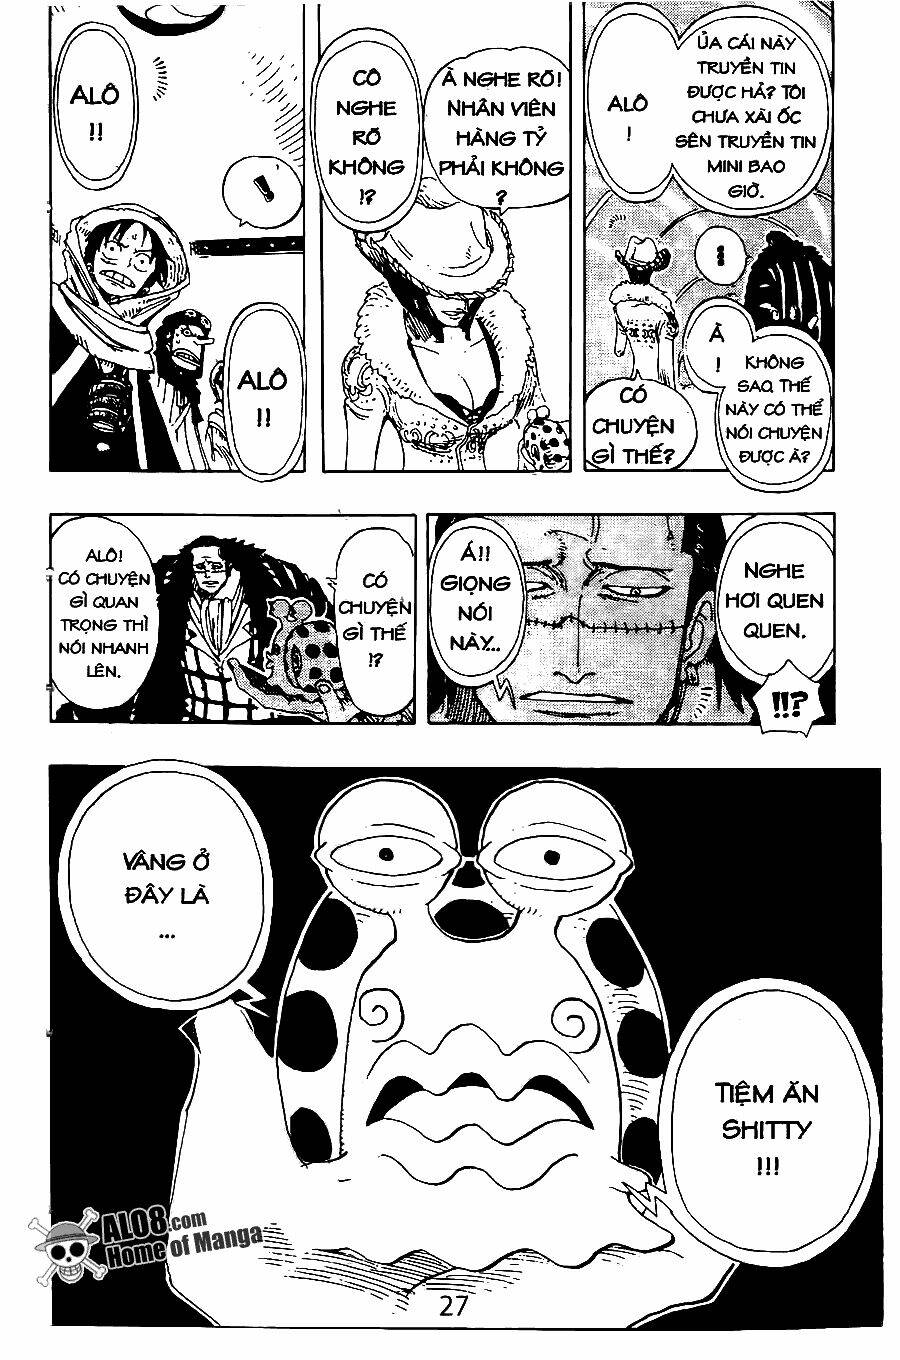 ỦA CÁI NÀY
TRUYỀN TIN
ĐƯỢC HẢ? TÔI
CHƯA XÀI ỐC
SÊN TRUYỀN TIN
MINI BAO
GIỜ.
ALÔ
!
!
À
!
KHÔNG
SAO, THẾ
NÀY CÓ THỂ
NÓI CHUYỆN
ĐƯỢC À?
CÓ
CHUYỆN
GÌ THẾ?
À NGHE RÕ!
NHÂN VIÊN
HÀNG TỶ
PHẢI KHÔNG
?
CÔ
NGHE
RÕ
KHÔNG
!?
ALÔ
!!
!
ALÔ
!!
NGHE
HƠI QUEN
QUEN.
!!?
Á!!
GIỌNG
NÓI
NÀY...
CÓ
CHUYỆN
GÌ THẾ
!?
ALÔ!
CÓ CHUYỆN
GÌ QUAN
TRỌNG THÌ
NÓI NHANH
LÊN.
VÂNG Ở
ĐÂY LÀ
...
TIỆM ĂN
SHITTY
!!!
AL08.com
Home of Manga
27